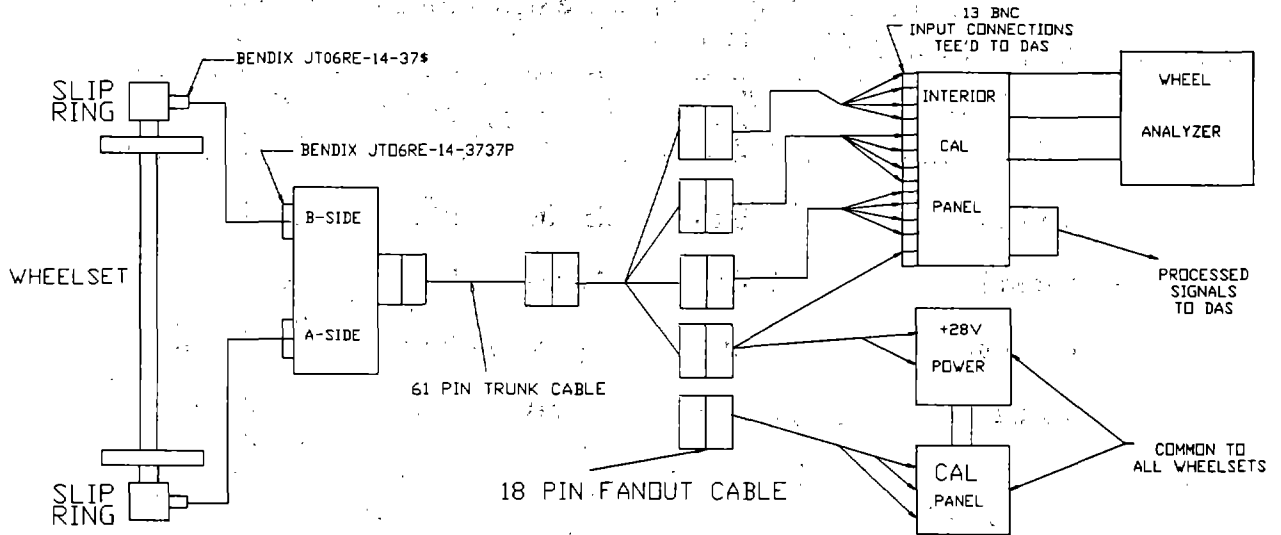 13 BNC
INPUT CONNECTIONS
TEE'D TO DAS
BENDIX JT06RE-14-37$
SLIP
RING
WHEEL
ANALYZER
INTERIOR
CAL
PANEL
BENDIX JT06RE-14-3737P
B-SIDE
A-SIDE
WHEELSET
PROCESSED
SIGNALS
TO DAS
+28V
POWER
61 PIN TRUNK CABLE
COMMON TO
ALL WHEELSETS
CAL
PANEL
18 PIN FANOUT CABLE
SLIP
RING